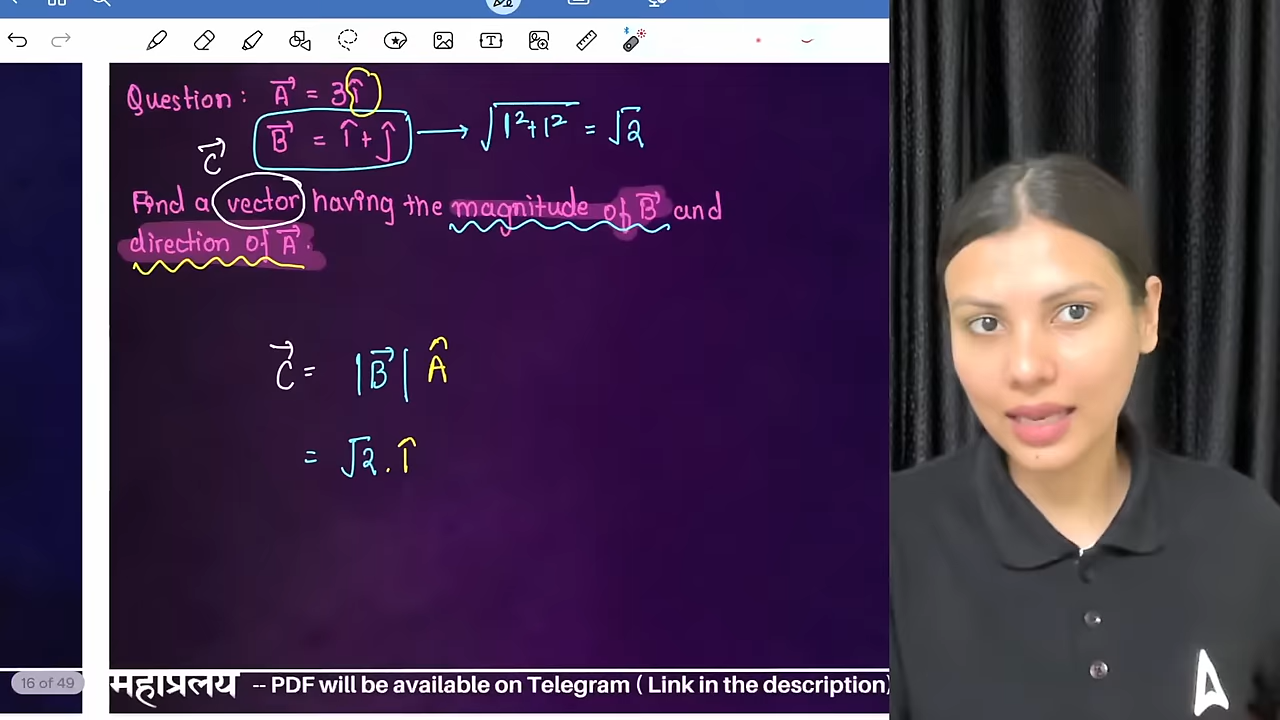 Question: A⃗ = 3î
B⃗ = î + ĵ → √1²+1² = √2
C⃗
Find a vector having the magnitude of B⃗ and
direction of A⃗.
C⃗ = |B⃗| Â
= √2 . î
16 of 49
महाप्रलय -- PDF will be available on Telegram ( Link in the description)